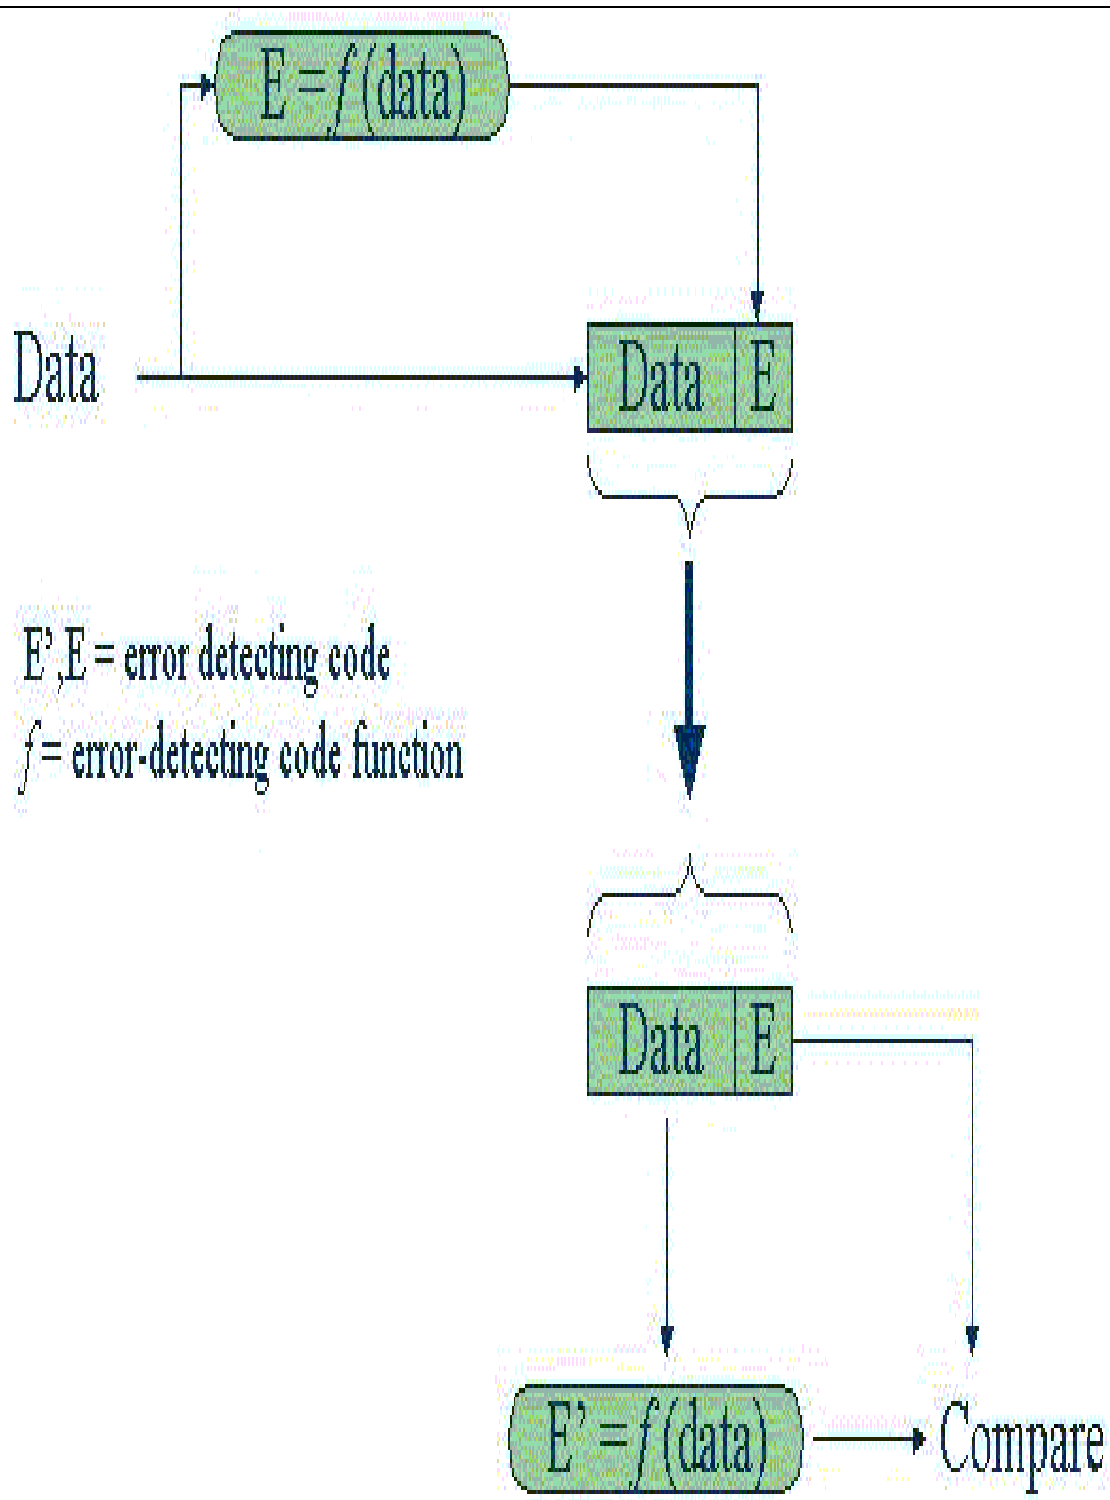 E = f(data)
Data
Data E
E’,E = error detecting code
f = error-detecting code function
Data E
E’ = f(data)
Compare